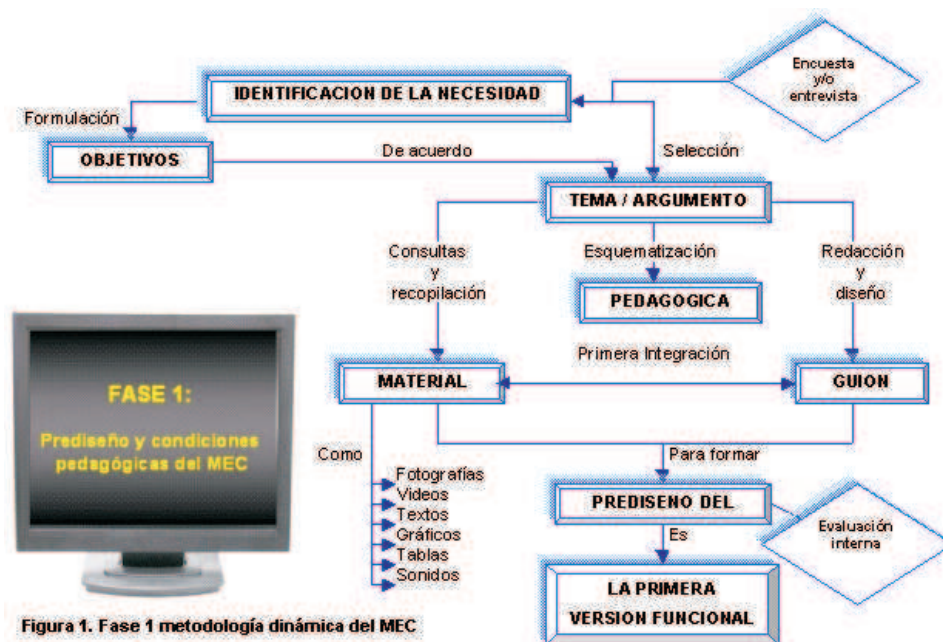 Encuesta
y/o
entrevista
IDENTIFICACION DE LA NECESIDAD
Formulación
OBJETIVOS
De acuerdo
Selección
TEMA / ARGUMENTO
Consultas
y
recopilación
Esquematización
Redacción
y
diseño
PEDAGOGICA
Primera Integración
MATERIAL
GUION
FASE 1:
Prediseño y condiciones
pedagógicas del MEC
Como
Fotografías
Videos
Textos
Gráficos
Tablas
Sonidos
Para formar
PREDISENO DEL
Evaluación
interna
Es
LA PRIMERA
VERSION FUNCIONAL
Figura 1. Fase 1 metodología dinámica del MEC